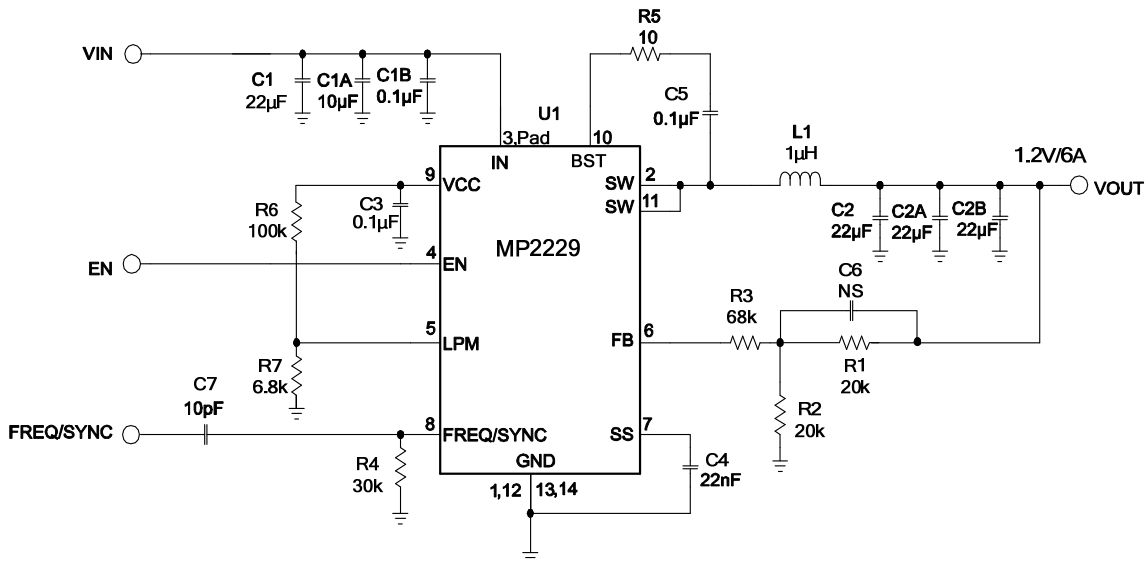 R5
10
VIN
C1
22µF
C1A
10µF
C1B
0.1µF
C5
0.1µF
U1
3,Pad
10
IN
BST
L1
1µH
1.2V/6A
VOUT
9
VCC
SW
2
SW
11
R6
100k
C3
0.1µF
C2
22µF
C2A
22µF
C2B
22µF
MP2229
EN
4
EN
C6
NS
R3
68k
5
LPM
FB
6
R1
20k
R7
6.8k
C7
10pF
R2
20k
FREQ/SYNC
8
FREQ/SYNC
SS
7
R4
30k
GND
C4
22nF
1,12
13,14